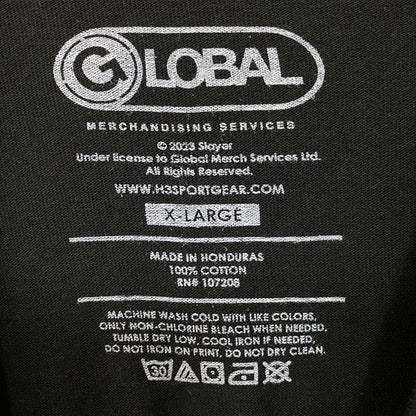 GLOBAL
MERCHANDISING SERVICES
© 2023 Slayer
Under license to Global Merch Services Ltd.
All Rights Reserved.
WWW.H3SPORTGEAR.COM
X-LARGE
MADE IN HONDURAS
100% COTTON
RN# 107208
MACHINE WASH COLD WITH LIKE COLORS,
ONLY NON-CHLORINE BLEACH WHEN NEEDED,
TUMBLE DRY LOW, COOL IRON IF NEEDED,
DO NOT IRON ON PRINT, DO NOT DRY CLEAN.
30